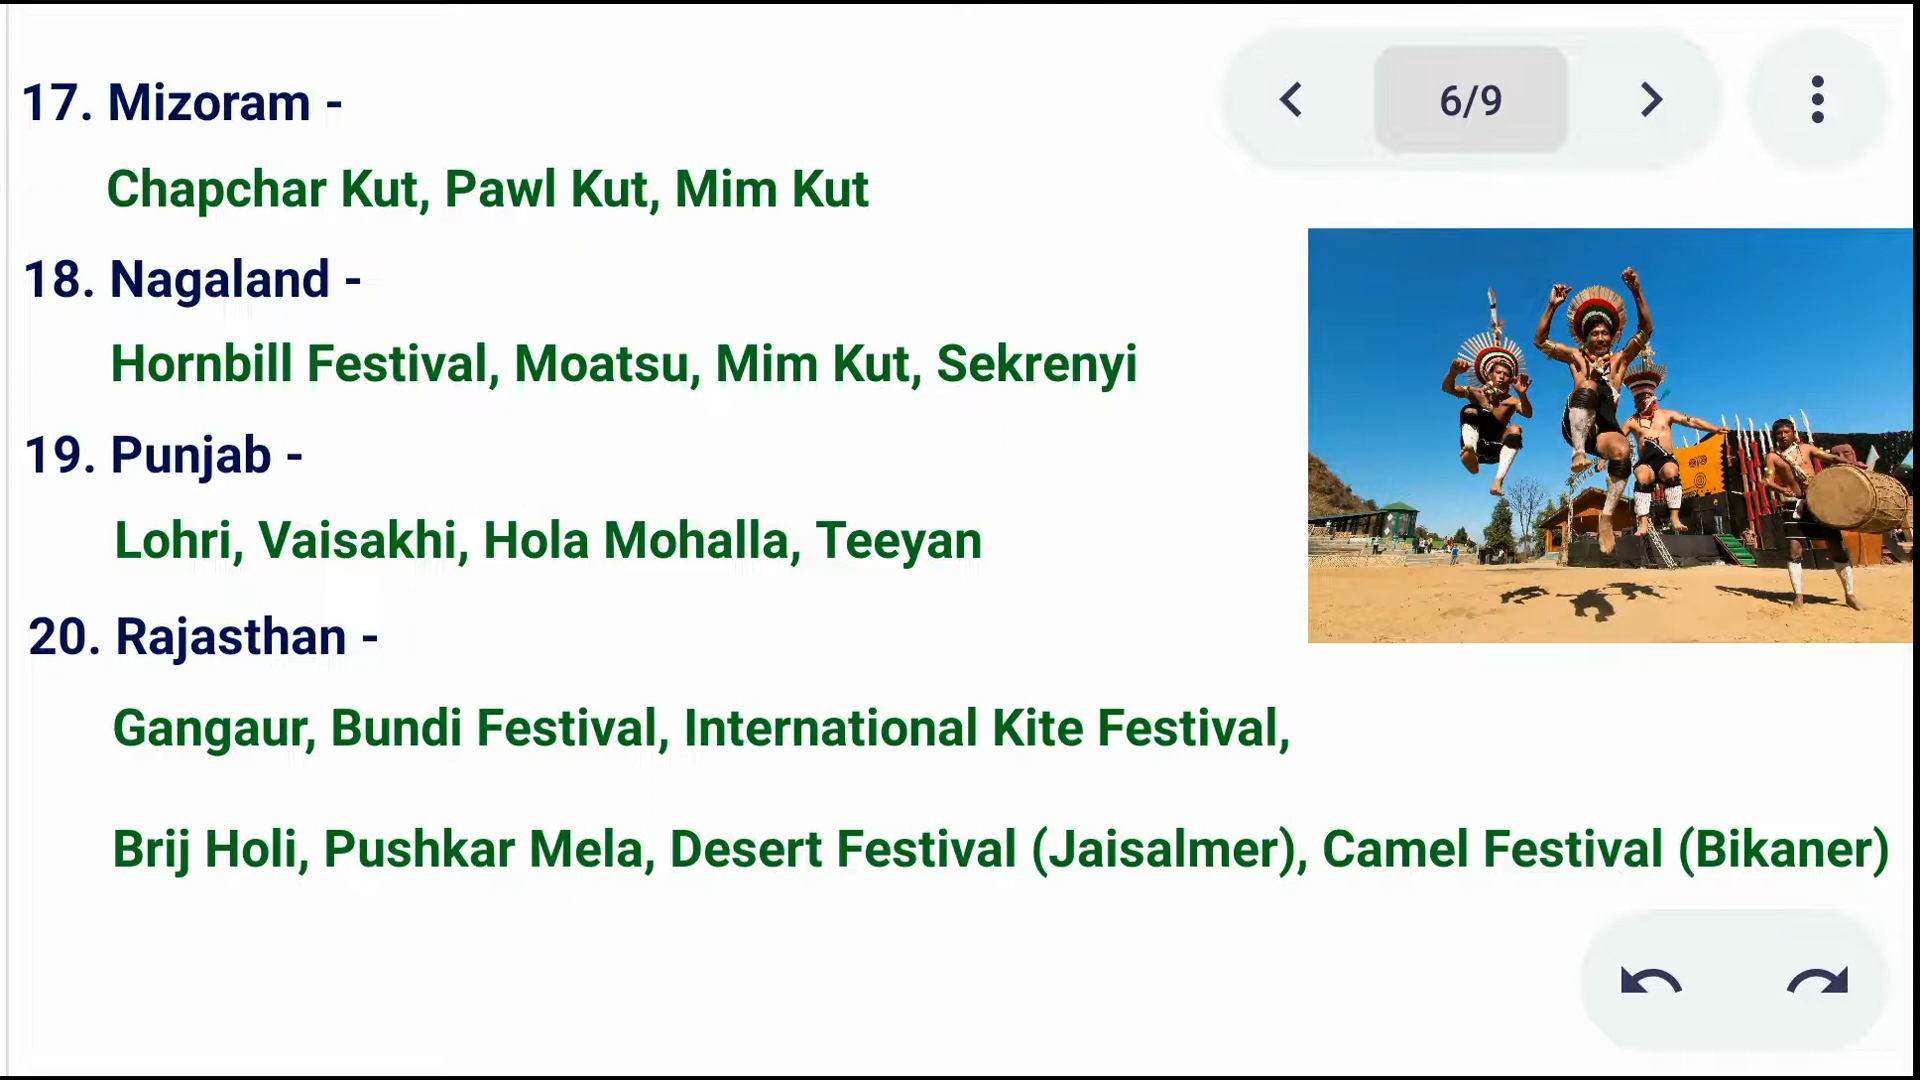 6/9
17. Mizoram -
Chapchar Kut, Pawl Kut, Mim Kut
18. Nagaland -
Hornbill Festival, Moatsu, Mim Kut, Sekrenyi
19. Punjab -
Lohri, Vaisakhi, Hola Mohalla, Teeyan
20. Rajasthan -
Gangaur, Bundi Festival, International Kite Festival,
Brij Holi, Pushkar Mela, Desert Festival (Jaisalmer), Camel Festival (Bikaner)